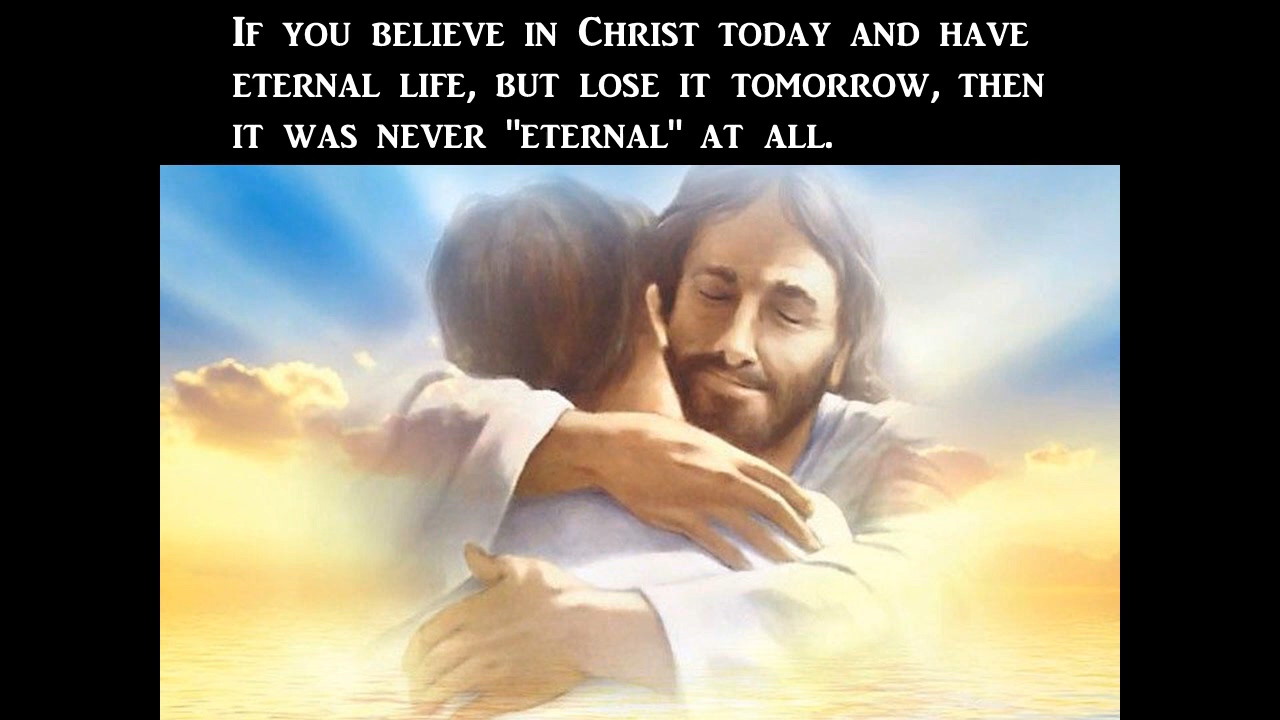 If you believe in Christ today and have
eternal life, but lose it tomorrow, then
it was never "eternal" at all.